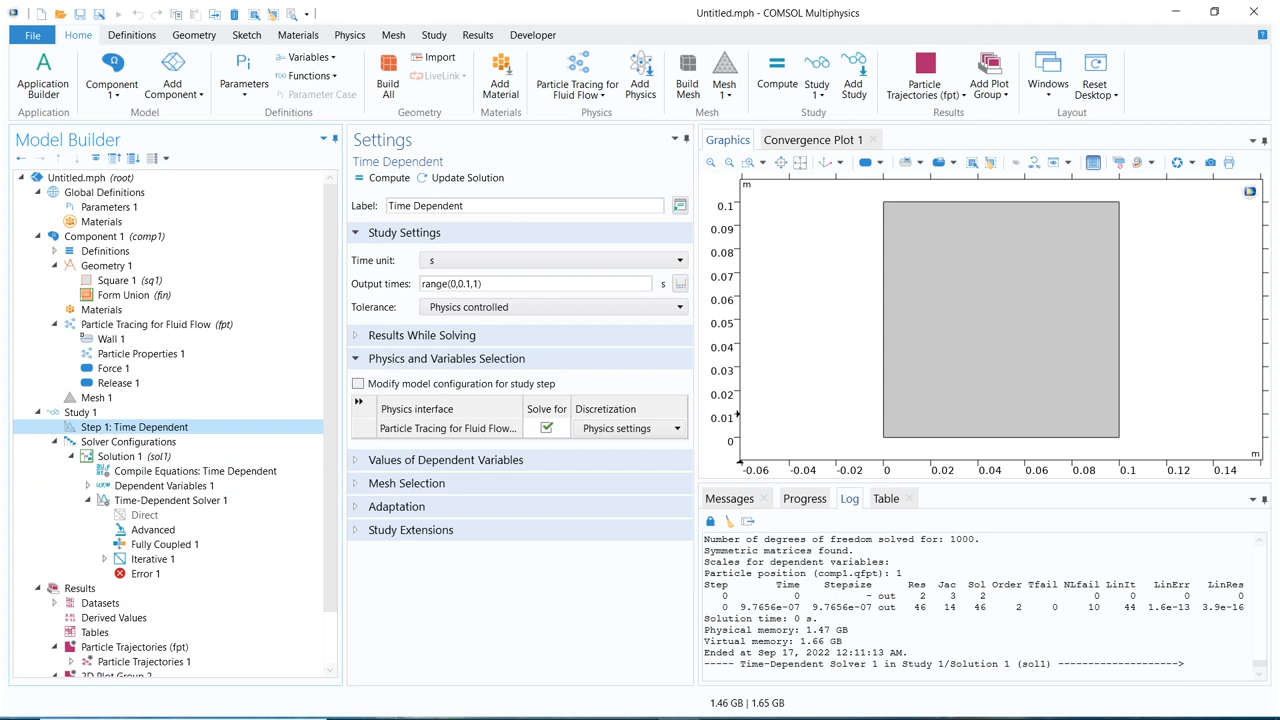 Untitled.mph - COMSOL Multiphysics
File Home Definitions Geometry Sketch Materials Physics Mesh Study Results Developer
Application Builder
Component 1
Add Component
Parameters
a= Variables
f(x) Functions
Pi Parameter Case
Build All
Import
LiveLink
Add Material
Particle Tracing for Fluid Flow
Add Physics
Build Mesh
Mesh 1
Compute
Study 1
Add Study
Particle Trajectories (fpt)
Add Plot Group
Windows
Reset Desktop
Application Model Definitions Geometry Materials Physics Mesh Study Results Layout
Model Builder
Untitled.mph (root)
Global Definitions
Pi Parameters 1
Materials
Component 1 (comp1)
Definitions
Geometry 1
Square 1 (sq1)
Form Union (fin)
Materials
Particle Tracing for Fluid Flow (fpt)
Wall 1
Particle Properties 1
Force 1
Release 1
Mesh 1
Study 1
Step 1: Time Dependent
Solver Configurations
Solution 1 (sol1)
Compile Equations: Time Dependent
Dependent Variables 1
Time-Dependent Solver 1
Direct
Advanced
Fully Coupled 1
Iterative 1
Error 1
Results
Datasets
Derived Values
Tables
Particle Trajectories (fpt)
Particle Trajectories 1
2D Plot Group 2
Settings
Time Dependent
= Compute Update Solution
Label: Time Dependent
Study Settings
Time unit: s
Output times: range(0,0.1,1) s
Tolerance: Physics controlled
Results While Solving
Physics and Variables Selection
Modify model configuration for study step
Physics interface Solve for Discretization
Particle Tracing for Fluid Flow... Physics settings
Values of Dependent Variables
Mesh Selection
Adaptation
Study Extensions
Graphics Convergence Plot 1
m
0.1
0.09
0.08
0.07
0.06
0.05
0.04
0.03
0.02
0.01
0
m
-0.06 -0.04 -0.02 0 0.02 0.04 0.06 0.08 0.1 0.12 0.14
Messages Progress Log Table
Number of degrees of freedom solved for: 1000.
Symmetric matrices found.
Scales for dependent variables:
Particle position (comp1.qfpt): 1
Step Time Stepsize Res Jac Sol Order Tfail NLfail LinIt LinErr LinRes
0 0 - out 2 3 2 0 0 0 0
0 9.7656e-07 9.7656e-07 out 46 14 46 2 0 10 44 1.6e-13 3.9e-16
Solution time: 0 s.
Physical memory: 1.47 GB
Virtual memory: 1.66 GB
Ended at Sep 17, 2022 12:11:13 AM.
----- Time-Dependent Solver 1 in Study 1/Solution 1 (sol1) -------------------->
1.46 GB | 1.65 GB